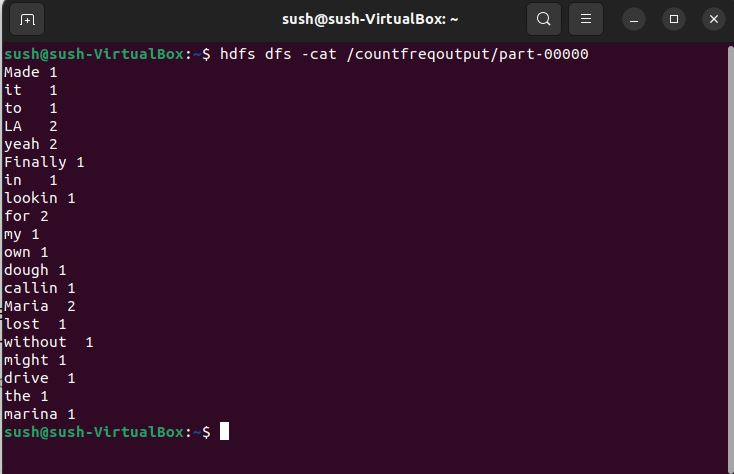 sush@sush-VirtualBox: ~
sush@sush-VirtualBox:~$ hdfs dfs -cat /countfreqoutput/part-00000
Made 1
it   1
to   1
LA   2
yeah 2
Finally 1
in   1
lookin 1
for 2
my 1
own 1
dough 1
callin 1
Maria  2
lost  1
without  1
might 1
drive  1
the 1
marina 1
sush@sush-VirtualBox:~$